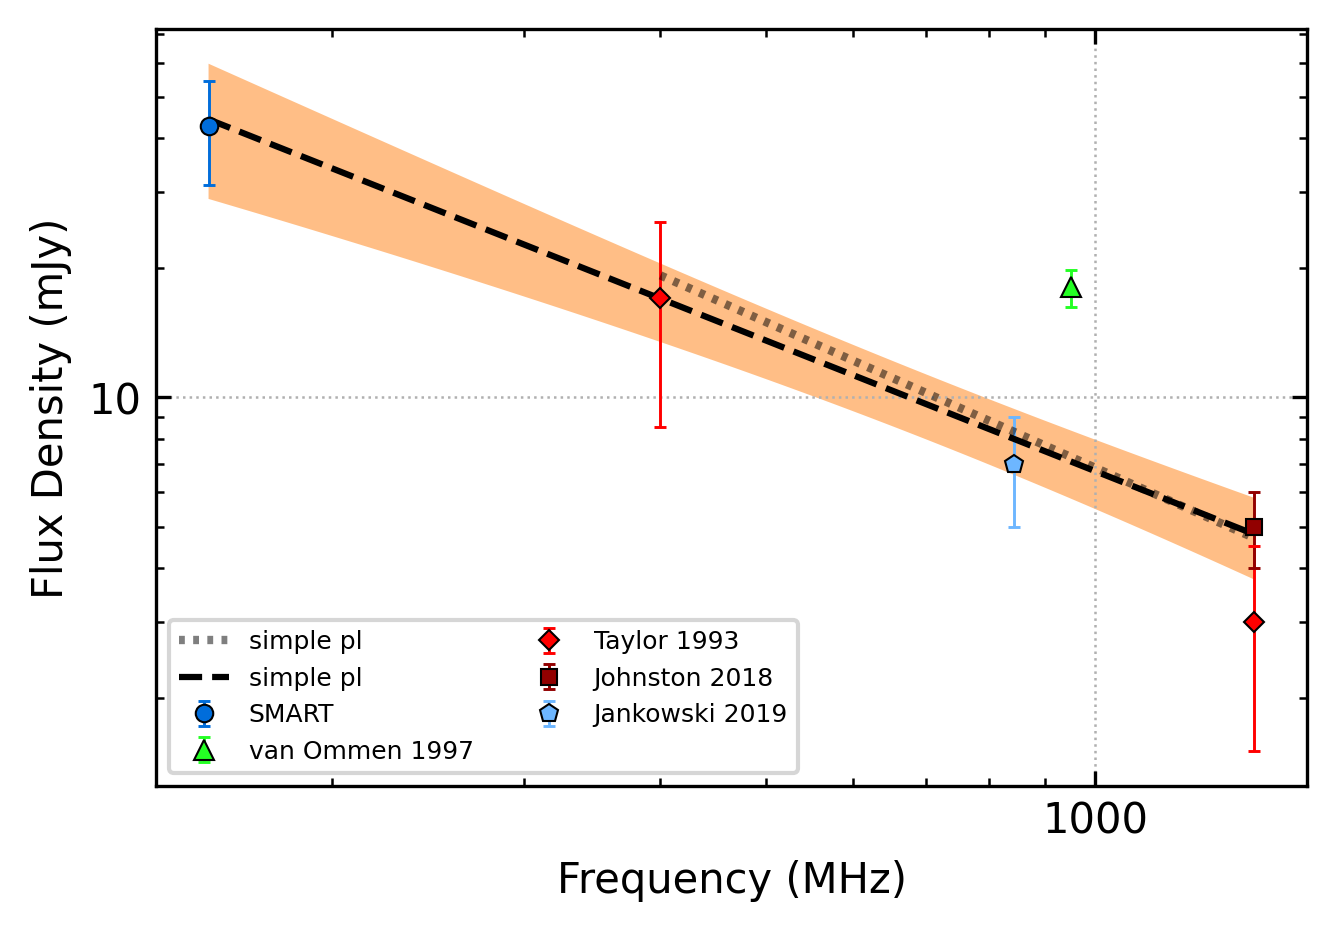 Flux Density (mJy)
10
simple pl
simple pl
SMART
van Ommen 1997
Taylor 1993
Johnston 2018
Jankowski 2019
1000
Frequency (MHz)